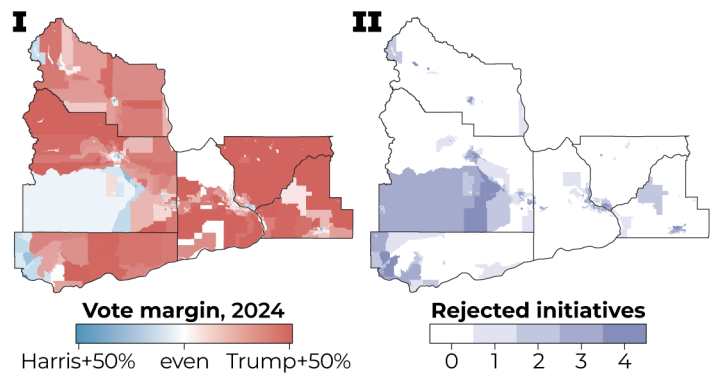 I
II
Vote margin, 2024
Harris+50% even Trump+50%
Rejected initiatives
0 1 2 3 4